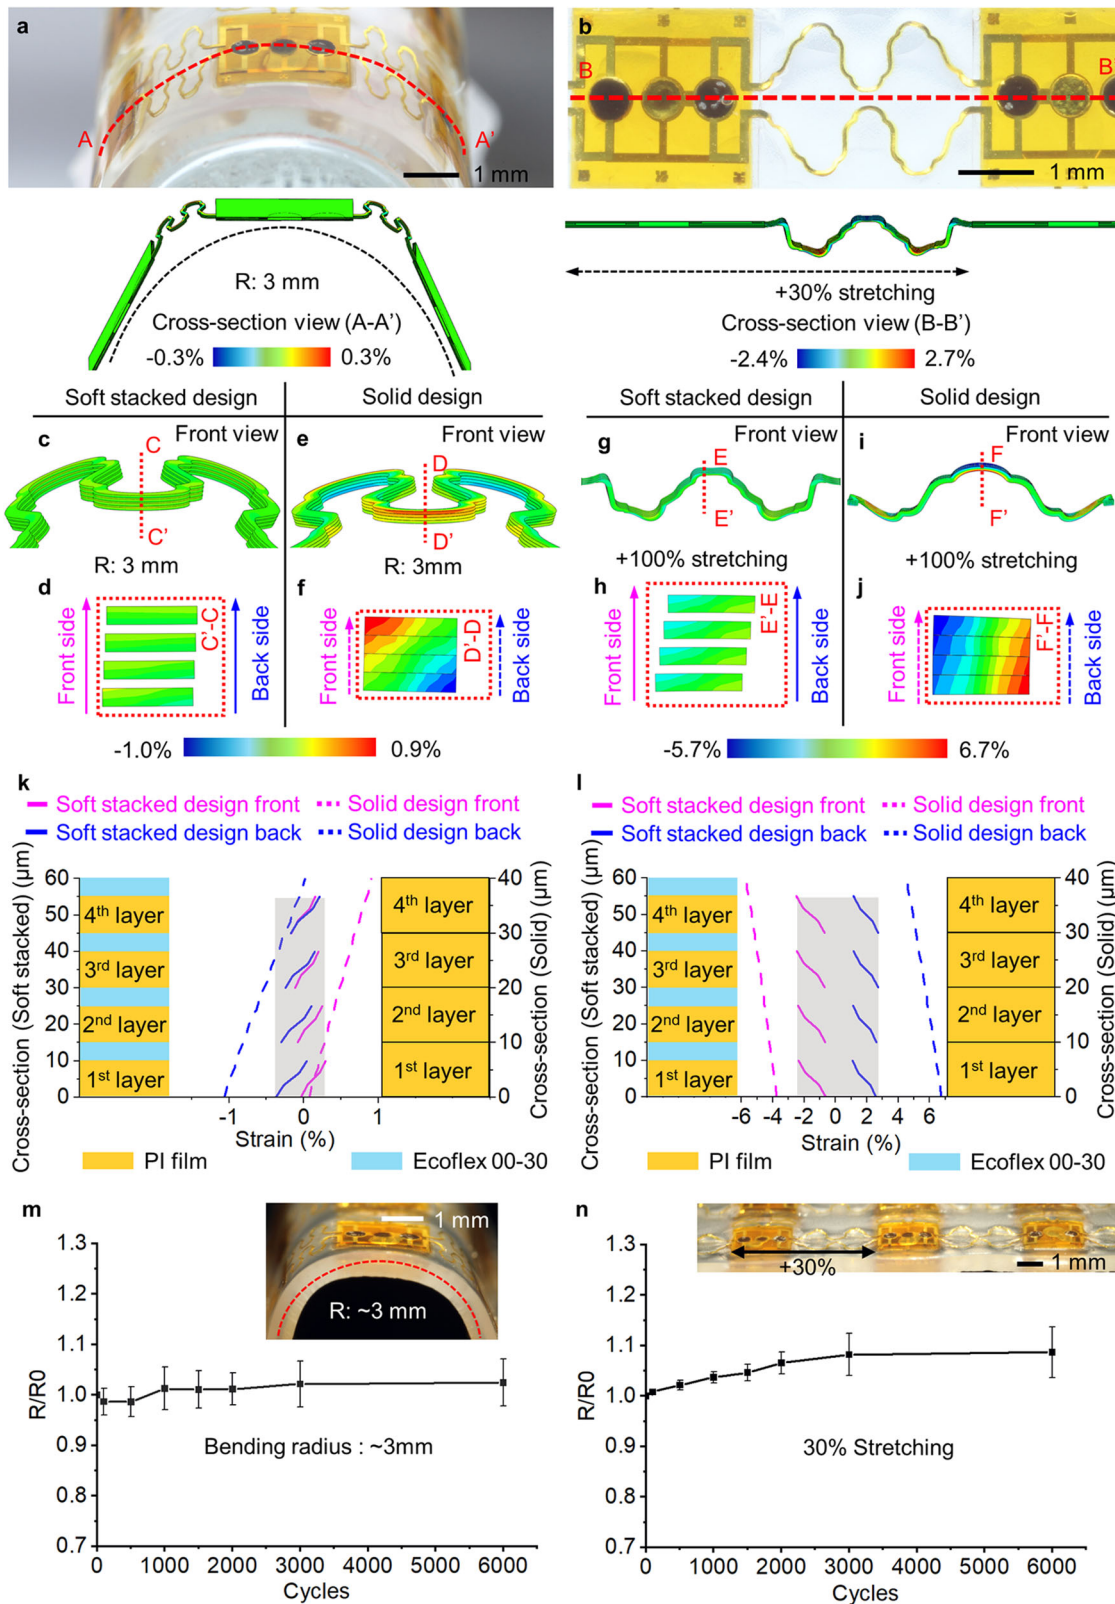 a
A
A'
1 mm
R: 3 mm
Cross-section view (A-A')
-0.3%
0.3%
b
B
B'
1 mm
+30% stretching
Cross-section view (B-B')
-2.4%
2.7%
Soft stacked design
Solid design
c
Front view
C
C'
e
Front view
D
D'
R: 3 mm
R: 3mm
d
Front side
C'-C
Back side
f
Front side
D'-D
Back side
-1.0%
0.9%
Soft stacked design
Solid design
g
Front view
E
E'
i
Front view
F
F'
+100% stretching
+100% stretching
h
Front side
E'-E
Back side
j
Front side
F'-F
Back side
-5.7%
6.7%
k
Soft stacked design front
Solid design front
Soft stacked design back
Solid design back
Cross-section (Soft stacked) (µm)
60
50
40
30
20
10
0
4th layer
3rd layer
2nd layer
1st layer
4th layer
3rd layer
2nd layer
1st layer
40
30
20
10
0
Cross-section (Solid) (µm)
-1
0
1
Strain (%)
PI film
Ecoflex 00-30
l
Soft stacked design front
Solid design front
Soft stacked design back
Solid design back
Cross-section (Soft stacked) (µm)
60
50
40
30
20
10
0
4th layer
3rd layer
2nd layer
1st layer
4th layer
3rd layer
2nd layer
1st layer
40
30
20
10
0
Cross-section (Solid) (µm)
-6
-4
-2
0
2
4
6
Strain (%)
PI film
Ecoflex 00-30
m
1 mm
R: ~3 mm
R/R0
1.3
1.2
1.1
1.0
0.9
0.8
0.7
Bending radius : ~3mm
0
1000
2000
3000
4000
5000
6000
Cycles
n
+30%
1 mm
R/R0
1.3
1.2
1.1
1.0
0.9
0.8
0.7
30% Stretching
0
1000
2000
3000
4000
5000
6000
Cycles